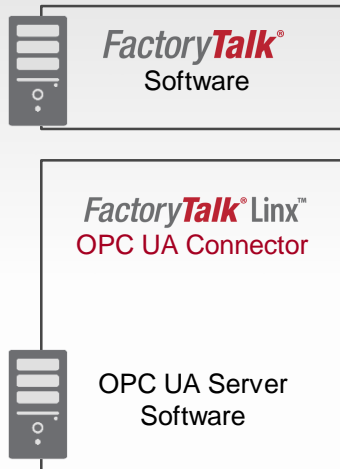 FactoryTalk®
Software
FactoryTalk® Linx™
OPC UA Connector
OPC UA Server
Software